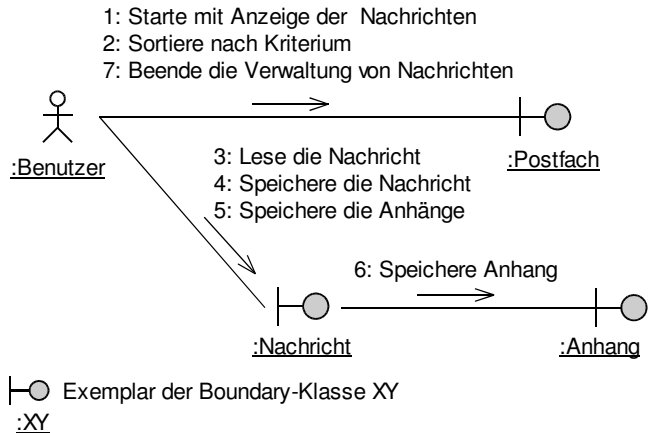 1: Starte mit Anzeige der Nachrichten
2: Sortiere nach Kriterium
7: Beende die Verwaltung von Nachrichten
:Benutzer
:Postfach
3: Lese die Nachricht
4: Speichere die Nachricht
5: Speichere die Anhänge
6: Speichere Anhang
:Nachricht
:Anhang
Exemplar der Boundary-Klasse XY
:XY